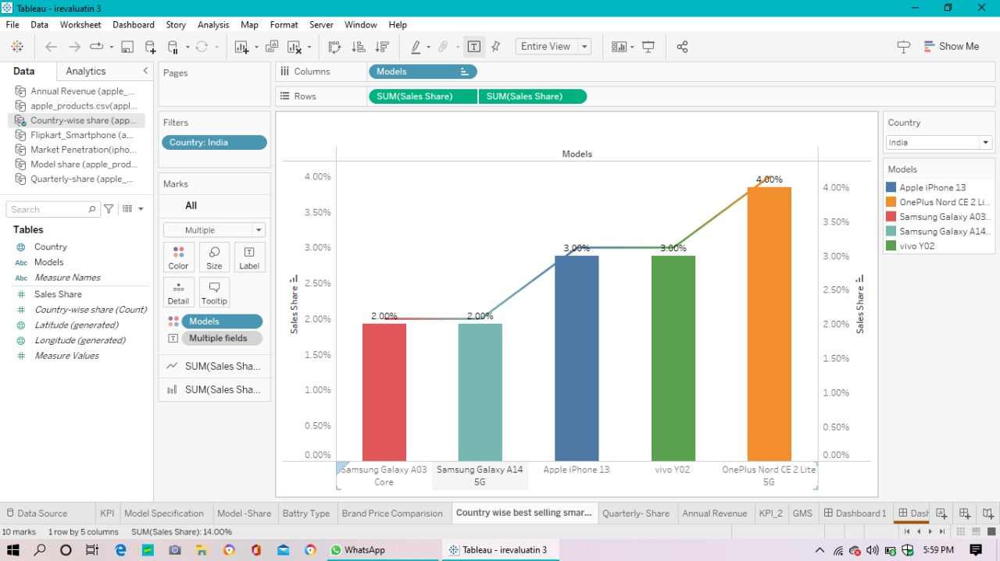 Tableau - irevaluatin 3
File Data Worksheet Dashboard Story Analysis Map Format Server Window Help
Entire View
Show Me
Data Analytics
Annual Revenue (apple_...
apple_products.csv(appl...
Country-wise share (app...
Flipkart_Smartphone (a...
Market Penetration(ipho...
Model share (apple_prod...
Quarterly-share (apple_...
Search
Tables
Country
Abc Models
Abc Measure Names
Sales Share
Country-wise share (Count)
Latitude (generated)
Longitude (generated)
Measure Values
Pages
Filters
Country: India
Marks
All
Multiple
Color Size Label
Detail Tooltip
Models
Multiple fields
SUM(Sales Sha...
SUM(Sales Sha...
Columns Models
Rows SUM(Sales Share) SUM(Sales Share)
Models
4.00%
3.50%
3.00%
2.50%
2.00%
1.50%
1.00%
0.50%
0.00%
Sales Share
2.00% 2.00% 3.00% 3.00% 4.00%
4.00%
3.50%
3.00%
2.50%
2.00%
1.50%
1.00%
0.50%
0.00%
Sales Share
Samsung Galaxy A03
Core
Samsung Galaxy A14
5G
Apple iPhone 13
vivo Y02
OnePlus Nord CE 2 Lite
5G
Country
India
Models
Apple iPhone 13
OnePlus Nord CE 2 Li..
Samsung Galaxy A03..
Samsung Galaxy A14..
vivo Y02
Data Source KPI Model Specification Model -Share Battry Type Brand Price Comparision Country wise best selling smar... Quarterly- Share Annual Revenue KPI_2 GMS Dashboard 1 Dash
10 marks 1 row by 5 columns SUM(Sales Share): 14.00%
WhatsApp Tableau - irevaluatin 3 5:59 PM